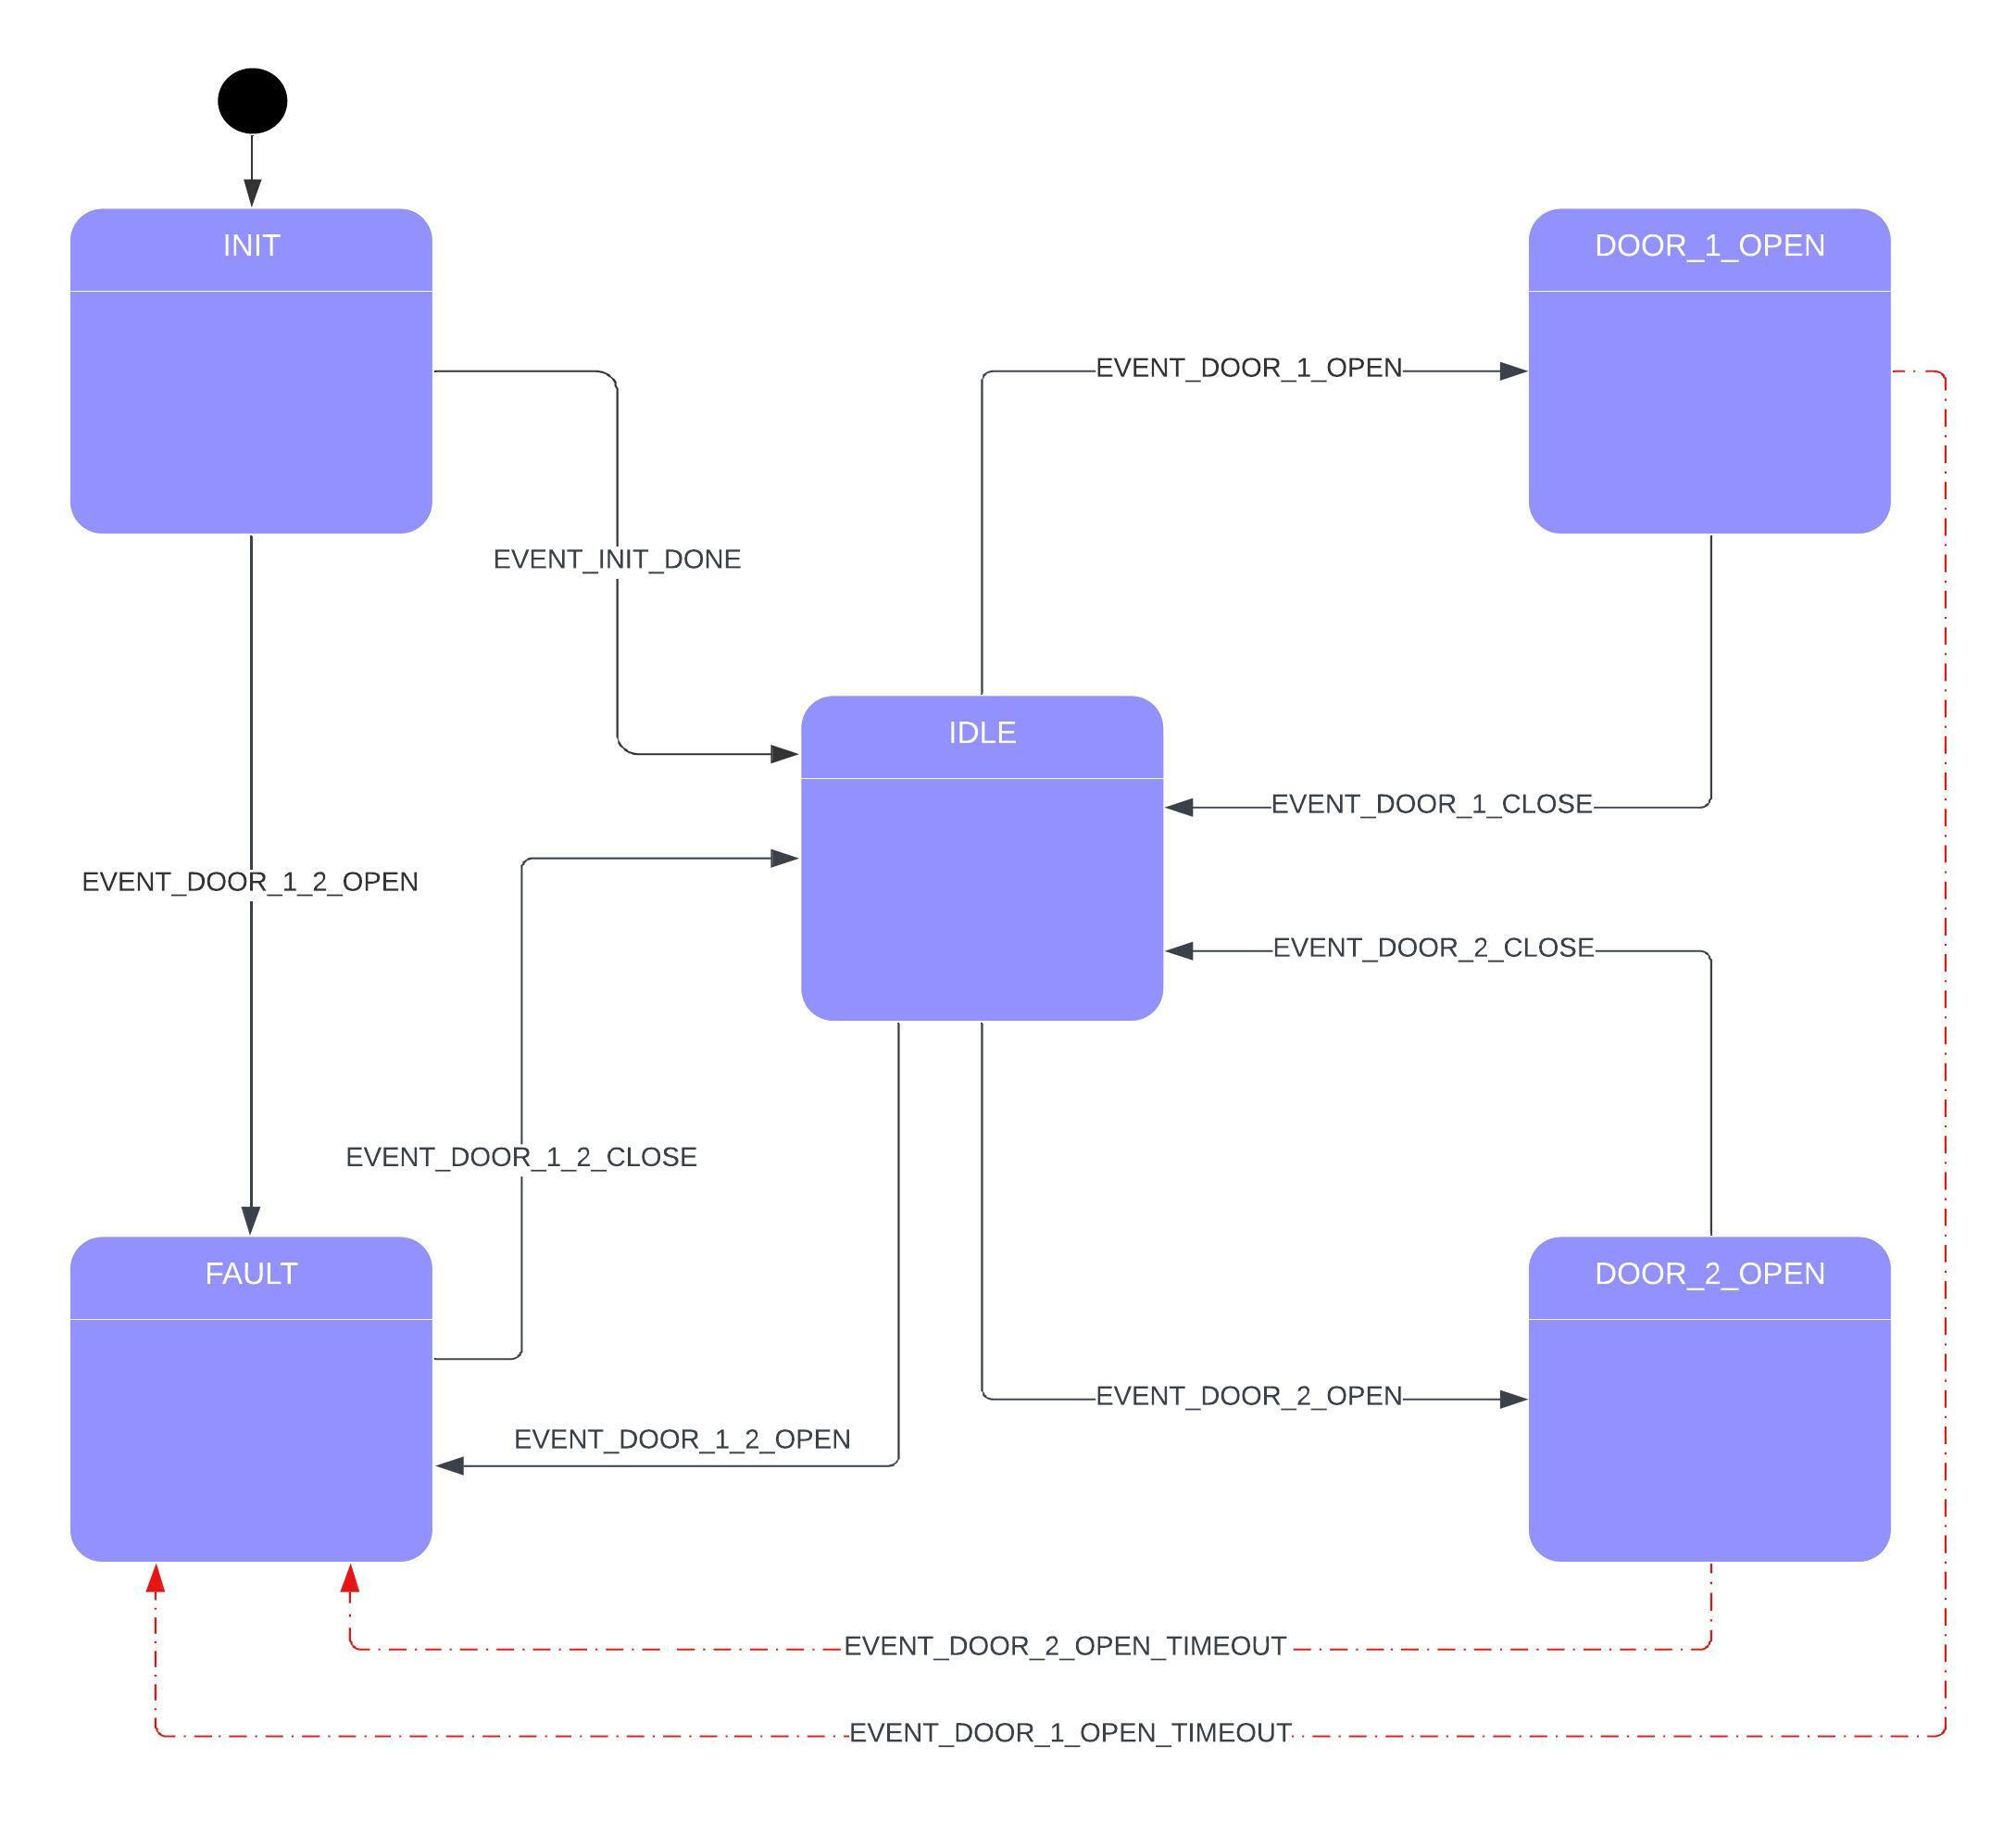 INIT
DOOR_1_OPEN
EVENT_DOOR_1_OPEN
EVENT_INIT_DONE
IDLE
EVENT_DOOR_1_CLOSE
EVENT_DOOR_1_2_OPEN
EVENT_DOOR_2_CLOSE
EVENT_DOOR_1_2_CLOSE
FAULT
DOOR_2_OPEN
EVENT_DOOR_2_OPEN
EVENT_DOOR_1_2_OPEN
EVENT_DOOR_2_OPEN_TIMEOUT
EVENT_DOOR_1_OPEN_TIMEOUT